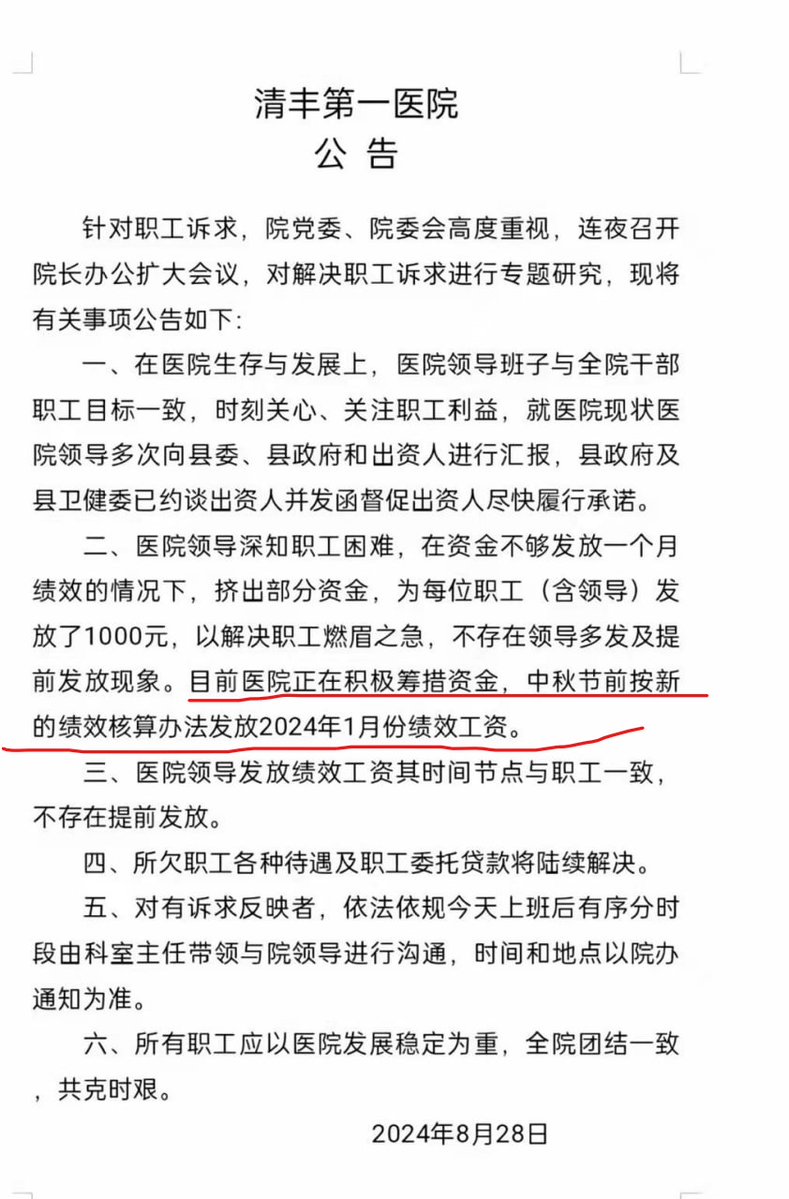 清丰第一医院
公 告
针对职工诉求，院党委、院委会高度重视，连夜召开
院长办公扩大会议，对解决职工诉求进行专题研究，现将
有关事项公告如下：
一、在医院生存与发展上，医院领导班子与全院干部
职工目标一致，时刻关心、关注职工利益，就医院现状医
院领导多次向县委、县政府和出资人进行汇报，县政府及
县卫健委已约谈出资人并发函督促出资人尽快履行承诺。
二、医院领导深知职工困难，在资金不够发放一个月
绩效的情况下，挤出部分资金，为每位职工（含领导）发
放了1000元，以解决职工燃眉之急，不存在领导多发及提
前发放现象。目前医院正在积极筹措资金，中秋节前按新
的绩效核算办法发放2024年1月份绩效工资。
三、医院领导发放绩效工资其时间节点与职工一致，
不存在提前发放。
四、所欠职工各种待遇及职工委托贷款将陆续解决。
五、对有诉求反映者，依法依规今天上班后有序分时
段由科室主任带领与院领导进行沟通，时间和地点以院办
通知为准。
六、所有职工应以医院发展稳定为重，全院团结一致
，共克时艰。
2024年8月28日